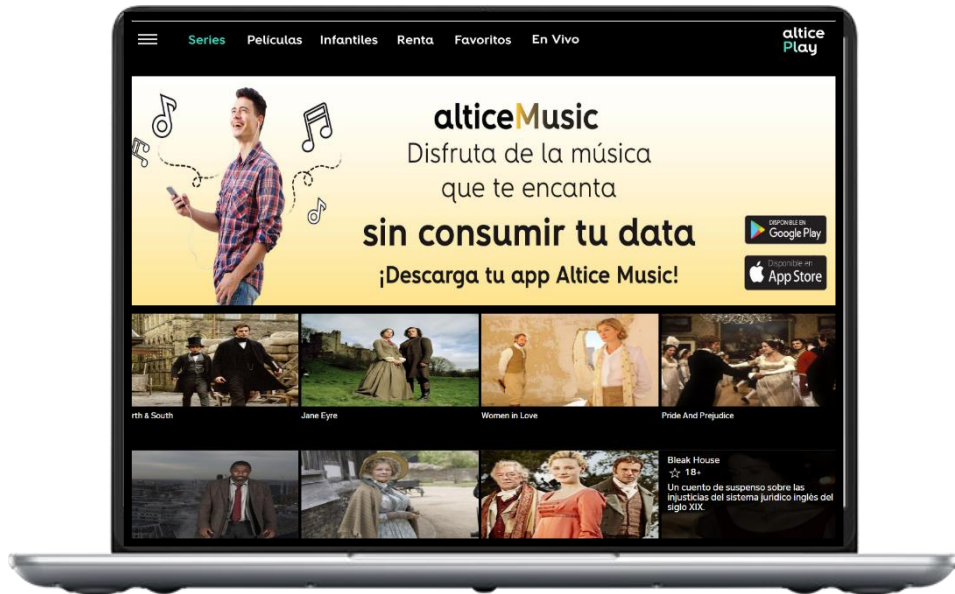 Series Películas Infantiles Renta Favoritos En Vivo
altice
Play
alticeMusic
Disfruta de la música
que te encanta
sin consumir tu data
¡Descarga tu app Altice Music!
DISPONIBLE EN
Google Play
Disponible en
App Store
rth & South
Jane Eyre
Women in Love
Pride And Prejudice
Bleak House
18+
Un cuento de suspenso sobre las
injusticias del sistema jurídico inglés del
siglo XIX.